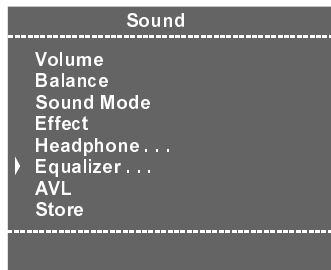 Sound
Volume
Balance
Sound Mode
Effect
Headphone . . .
Equalizer . . .
AVL
Store